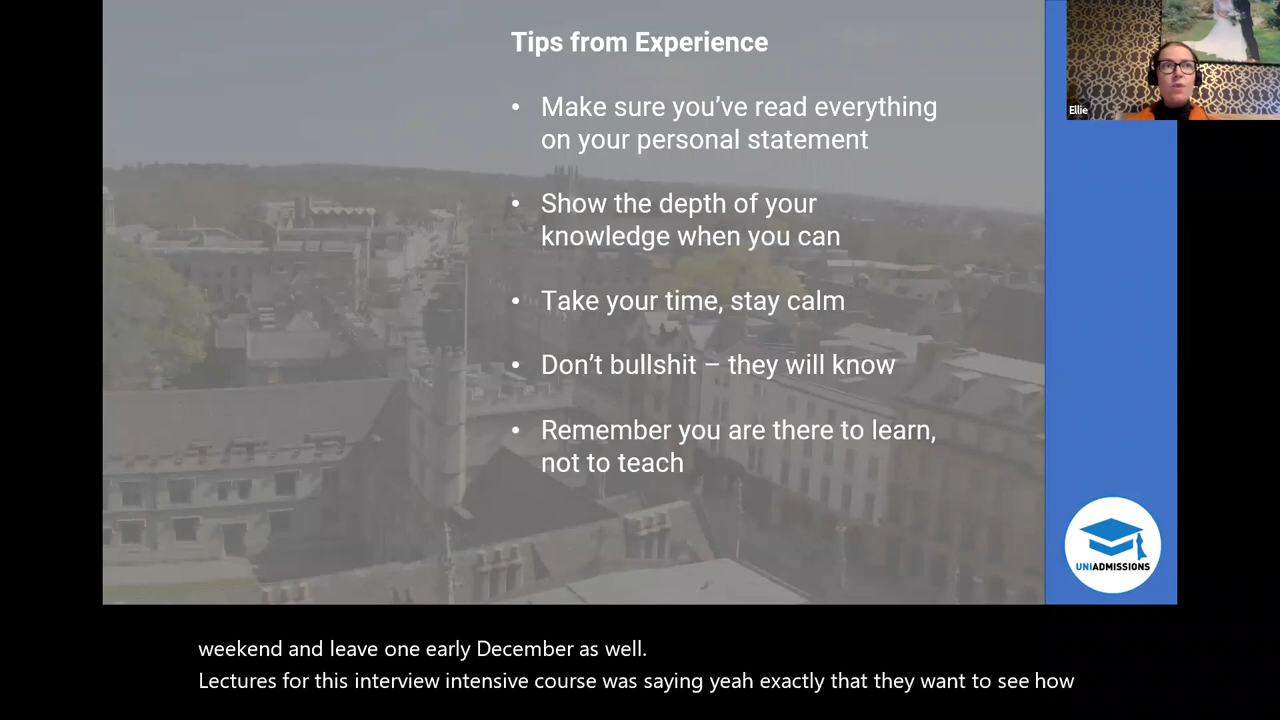 Tips from Experience
• Make sure you’ve read everything
on your personal statement
• Show the depth of your
knowledge when you can
• Take your time, stay calm
• Don’t bullshit – they will know
• Remember you are there to learn,
not to teach
Ellie
UNIADMISSIONS
weekend and leave one early December as well.
Lectures for this interview intensive course was saying yeah exactly that they want to see how